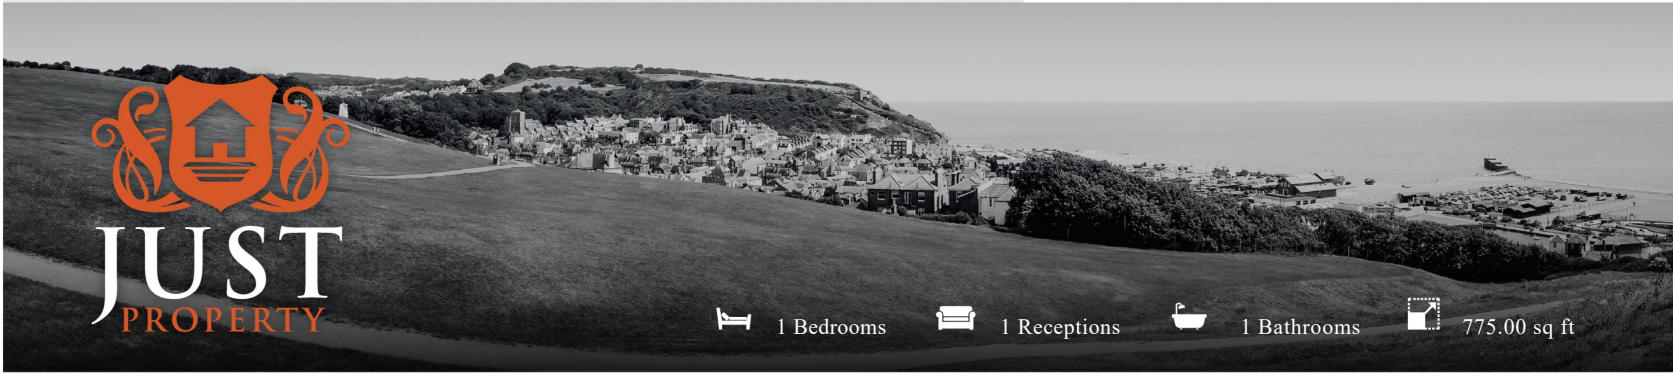 JUST
PROPERTY
1 Bedrooms
1 Receptions
1 Bathrooms
775.00 sq ft